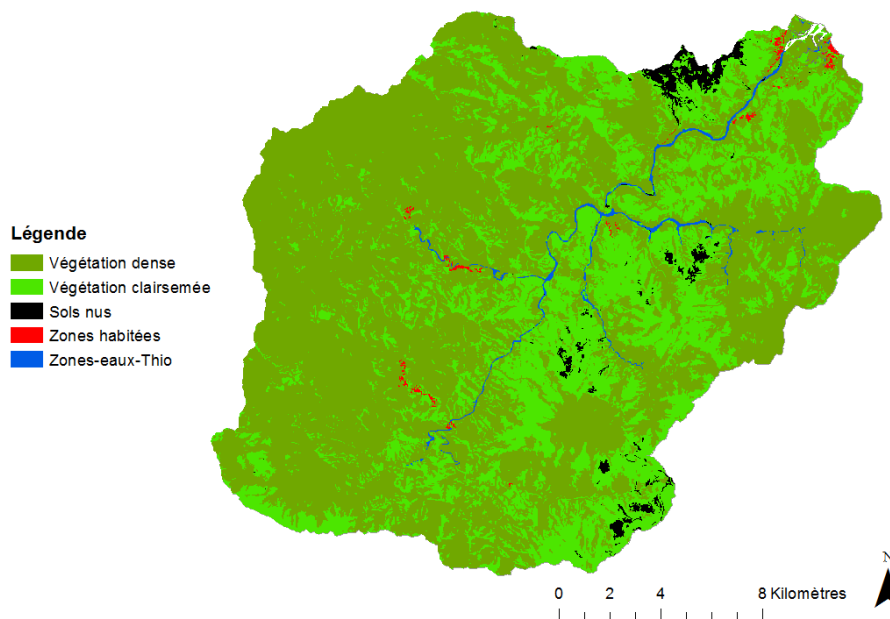 Légende
Végétation dense
Végétation clairsemée
Sols nus
Zones habitées
Zones-eaux-Thio
N
0 2 4 8 Kilomètres